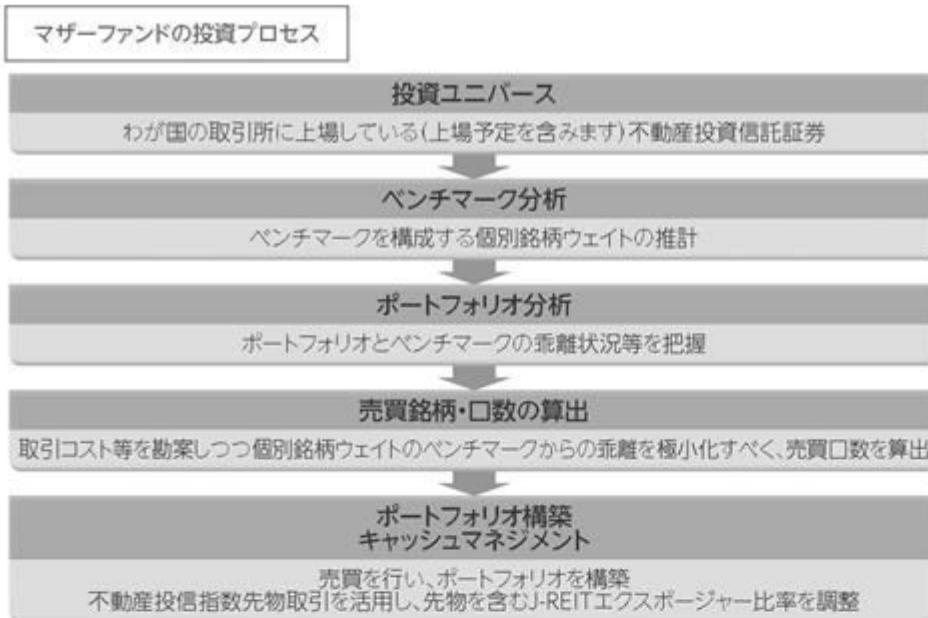 マザーファンドの投資プロセス
投資ユニバース
わが国の取引所に上場している(上場予定を含みます)不動産投資信託証券
ベンチマーク分析
ベンチマークを構成する個別銘柄ウェイトの推計
ポートフォリオ分析
ポートフォリオとベンチマークの乖離状況等を把握
売買銘柄・口数の算出
取引コスト等を勘案しつつ個別銘柄ウェイトのベンチマークからの乖離を極小化すべく、売買口数を算出
ポートフォリオ構築
キャッシュマネジメント
売買を行い、ポートフォリオを構築
不動産投信指数先物取引を活用し、先物を含むJ-REITエクスポージャー比率を調整